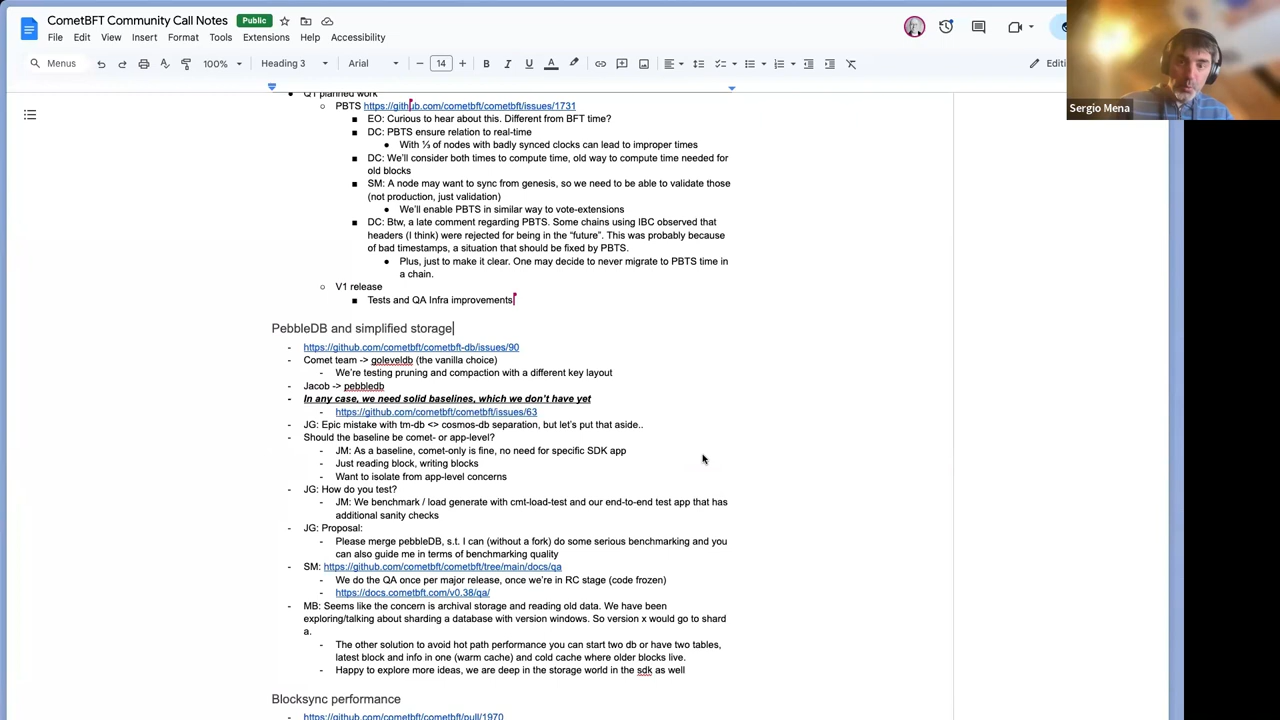 CometBFT Community Call Notes
Public
File Edit View Insert Format Tools Extensions Help Accessibility
Menus
100%
Heading 3
Arial
14
Q1 planned work
PBTS https://github.com/cometbft/cometbft/issues/1731
EO: Curious to hear about this. Different from BFT time?
DC: PBTS ensure relation to real-time
With ⅓ of nodes with badly synced clocks can lead to improper times
DC: We'll consider both times to compute time, old way to compute time needed for
old blocks
SM: A node may want to sync from genesis, so we need to be able to validate those
(not production, just validation)
We'll enable PBTS in similar way to vote-extensions
DC: Btw, a late comment regarding PBTS. Some chains using IBC observed that
headers (I think) were rejected for being in the "future". This was probably because
of bad timestamps, a situation that should be fixed by PBTS.
Plus, just to make it clear. One may decide to never migrate to PBTS time in
a chain.
V1 release
Tests and QA Infra improvements
PebbleDB and simplified storage
- https://github.com/cometbft/cometbft-db/issues/90
- Comet team -> goleveldb (the vanilla choice)
- We're testing pruning and compaction with a different key layout
- Jacob -> pebbledb
- In any case, we need solid baselines, which we don't have yet
- https://github.com/cometbft/cometbft/issues/63
- JG: Epic mistake with tm-db <> cosmos-db separation, but let's put that aside..
- Should the baseline be comet- or app-level?
- JM: As a baseline, comet-only is fine, no need for specific SDK app
- Just reading block, writing blocks
- Want to isolate from app-level concerns
- JG: How do you test?
- JM: We benchmark / load generate with cmt-load-test and our end-to-end test app that has
additional sanity checks
- JG: Proposal:
- Please merge pebbleDB, s.t. I can (without a fork) do some serious benchmarking and you
can also guide me in terms of benchmarking quality
- SM: https://github.com/cometbft/cometbft/tree/main/docs/qa
- We do the QA once per major release, once we're in RC stage (code frozen)
- https://docs.cometbft.com/v0.38/qa/
- MB: Seems like the concern is archival storage and reading old data. We have been
exploring/talking about sharding a database with version windows. So version x would go to shard
a.
- The other solution to avoid hot path performance you can start two db or have two tables,
latest block and info in one (warm cache) and cold cache where older blocks live.
- Happy to explore more ideas, we are deep in the storage world in the sdk as well
Blocksync performance
- https://github.com/cometbft/cometbft/pull/1970
Sergio Mena